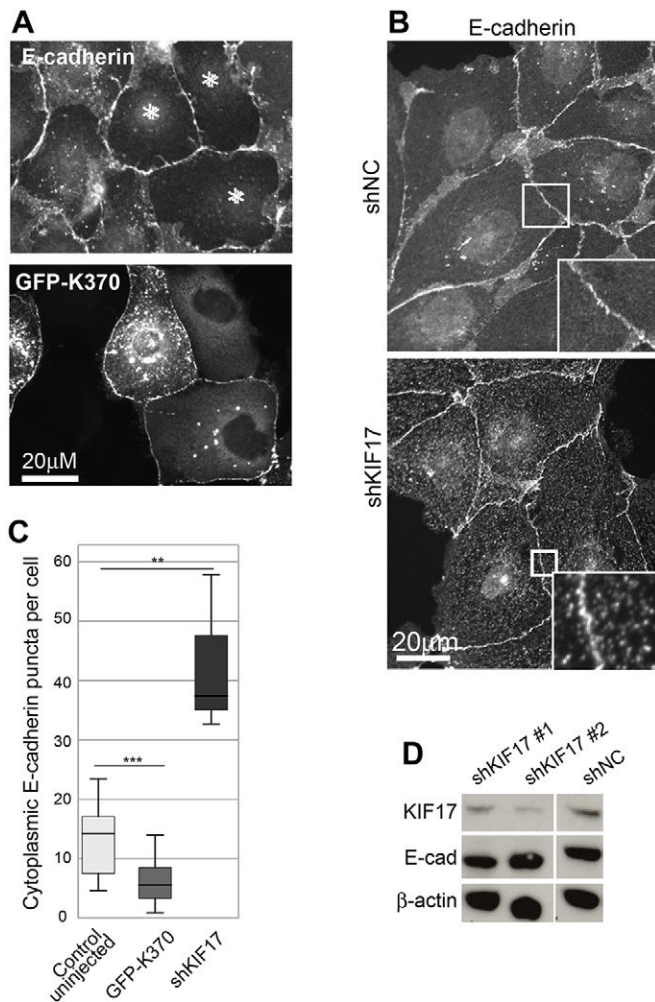 A
E-cadherin
* * *
GFP-K370
20μM
B
E-cadherin
shNC
shKIF17
20μm
C
Cytoplasmic E-cadherin puncta per cell
60
50
40
30
20
10
0
**
***
Control uninjected
GFP-K370
shKIF17
D
shKIF17 #1
shKIF17 #2
shNC
KIF17
E-cad
β-actin